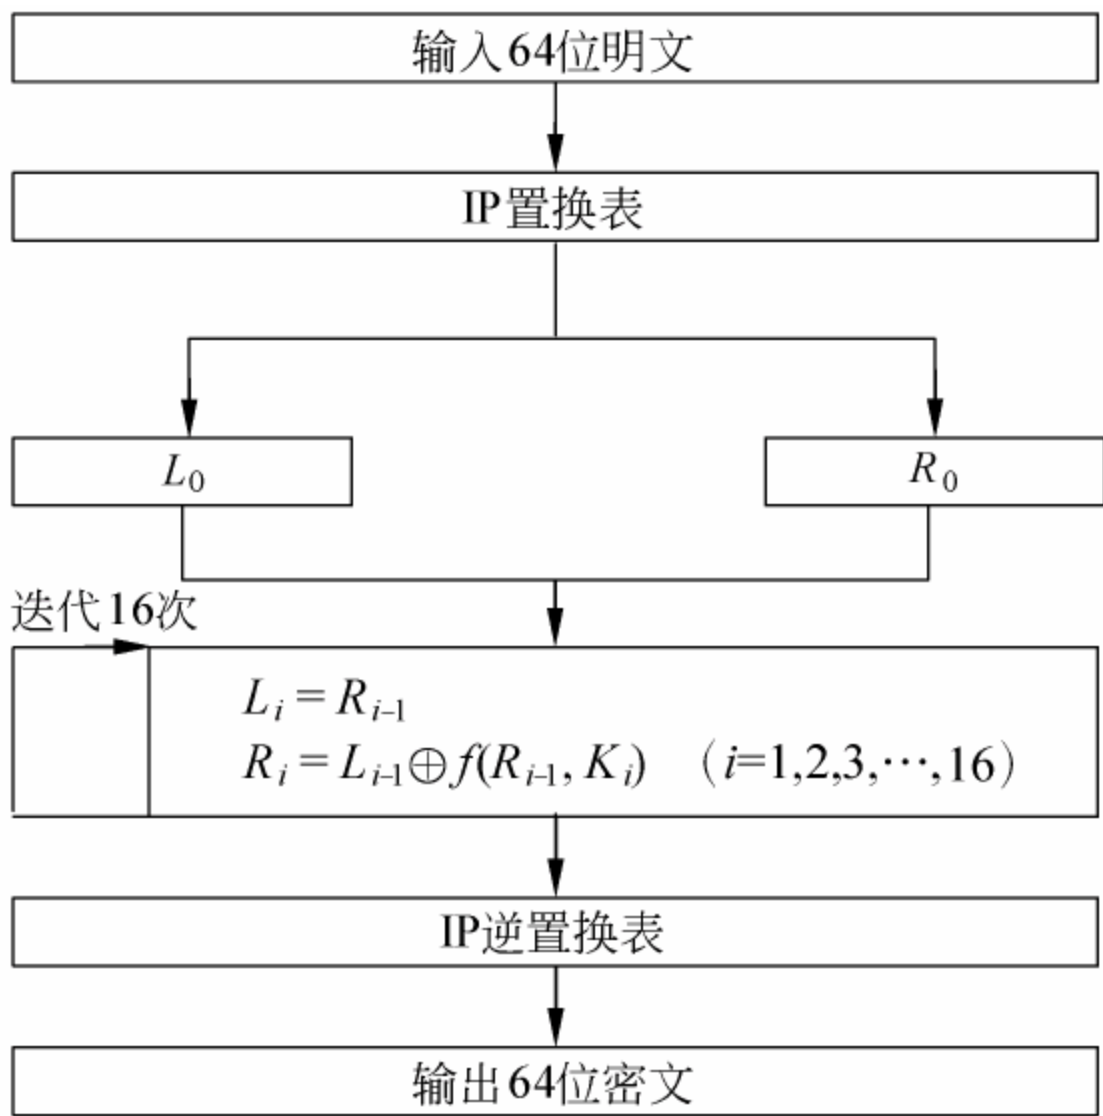 输入64位明文
IP置换表
L₀
R₀
迭代16次
Lᵢ = Rᵢ₋₁
Rᵢ = Lᵢ₋₁⊕f(Rᵢ₋₁, Kᵢ) （i=1,2,3,⋯,16）
IP逆置换表
输出64位密文